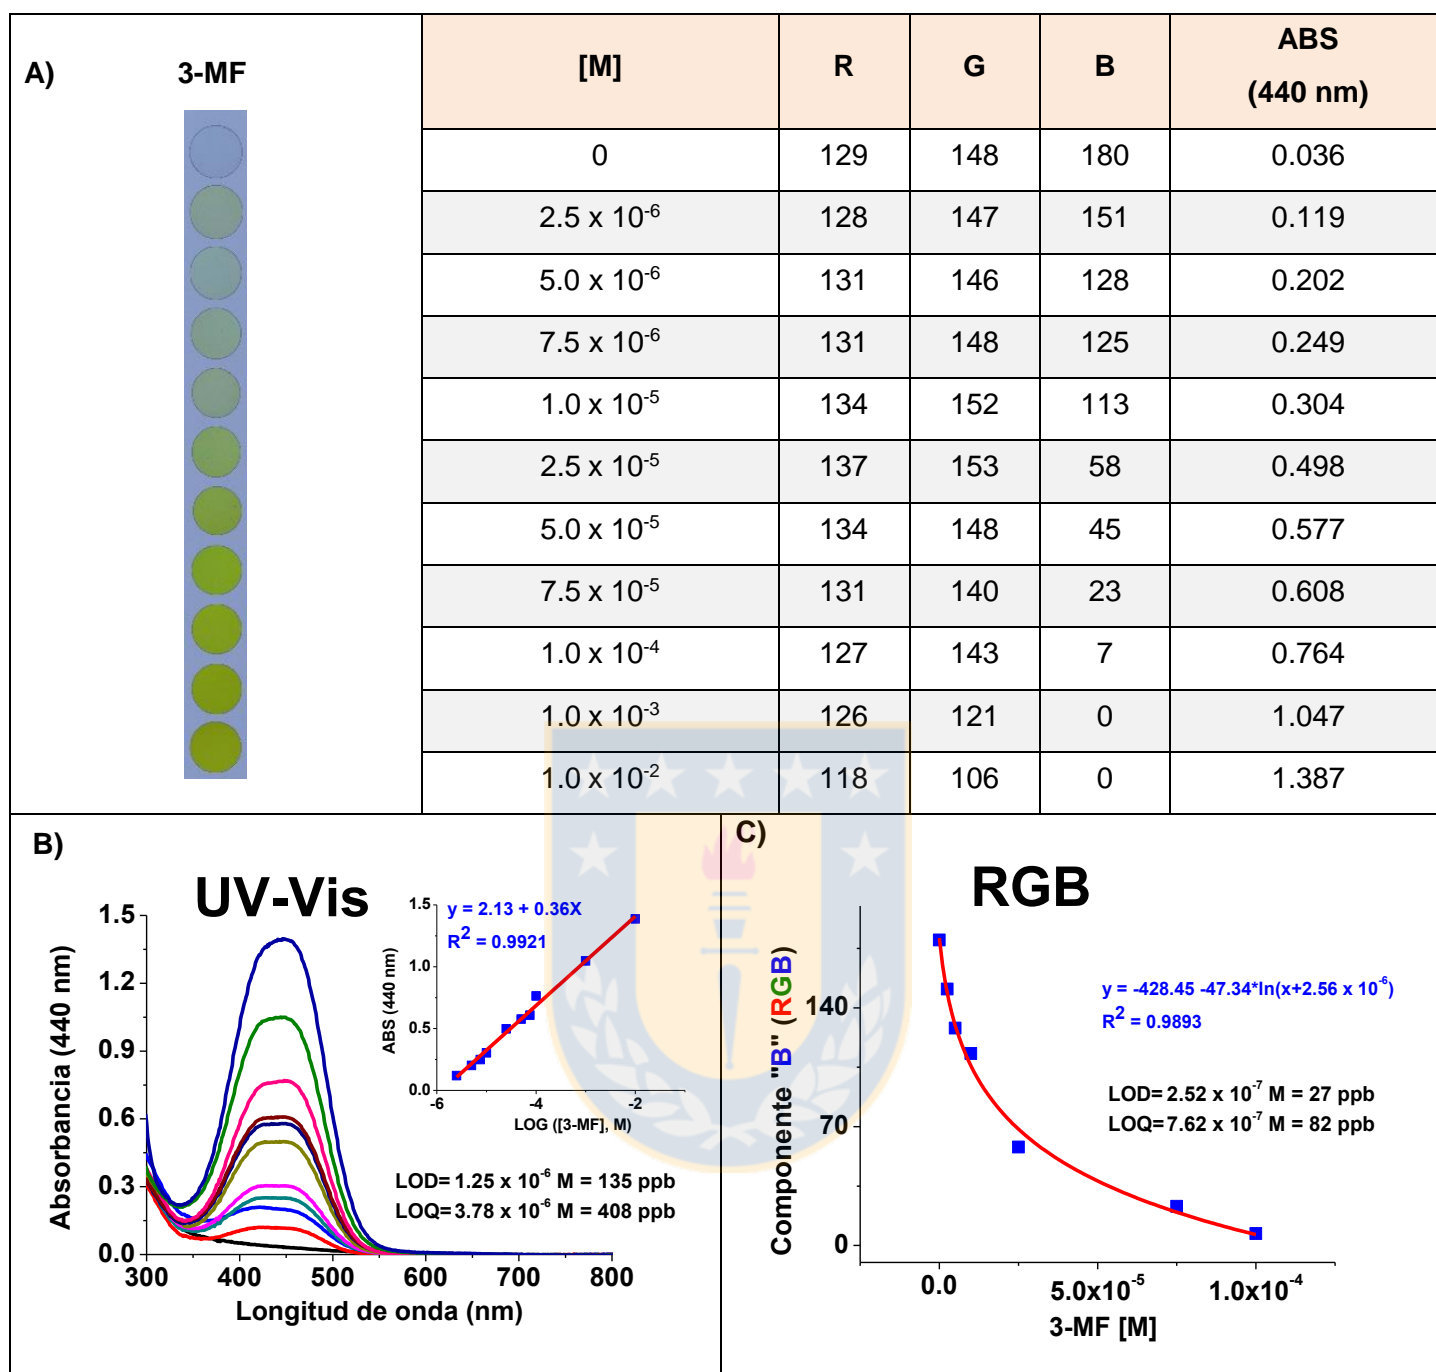 A) 3-MF
[M] R G B ABS (440 nm)
0 129 148 180 0.036
2.5 x 10⁻⁶ 128 147 151 0.119
5.0 x 10⁻⁶ 131 146 128 0.202
7.5 x 10⁻⁶ 131 148 125 0.249
1.0 x 10⁻⁵ 134 152 113 0.304
2.5 x 10⁻⁵ 137 153 58 0.498
5.0 x 10⁻⁵ 134 148 45 0.577
7.5 x 10⁻⁵ 131 140 23 0.608
1.0 x 10⁻⁴ 127 143 7 0.764
1.0 x 10⁻³ 126 121 0 1.047
1.0 x 10⁻² 118 106 0 1.387
B)
UV-Vis
Absorbancia (440 nm)
1.5
1.2
0.9
0.6
0.3
0.0
300 400 500 600 700 800
Longitud de onda (nm)
ABS (440 nm)
1.5
1.0
0.5
0.0
y = 2.13 + 0.36X
R² = 0.9921
-6 -4 -2
LOG ([3-MF], M)
LOD= 1.25 x 10⁻⁶ M = 135 ppb
LOQ= 3.78 x 10⁻⁶ M = 408 ppb
C)
RGB
Componente "B" (RGB)
140
70
0
y = -428.45 -47.34*ln(x+2.56 x 10⁻⁶)
R² = 0.9893
LOD= 2.52 x 10⁻⁷ M = 27 ppb
LOQ= 7.62 x 10⁻⁷ M = 82 ppb
0.0 5.0x10⁻⁵ 1.0x10⁻⁴
3-MF [M]